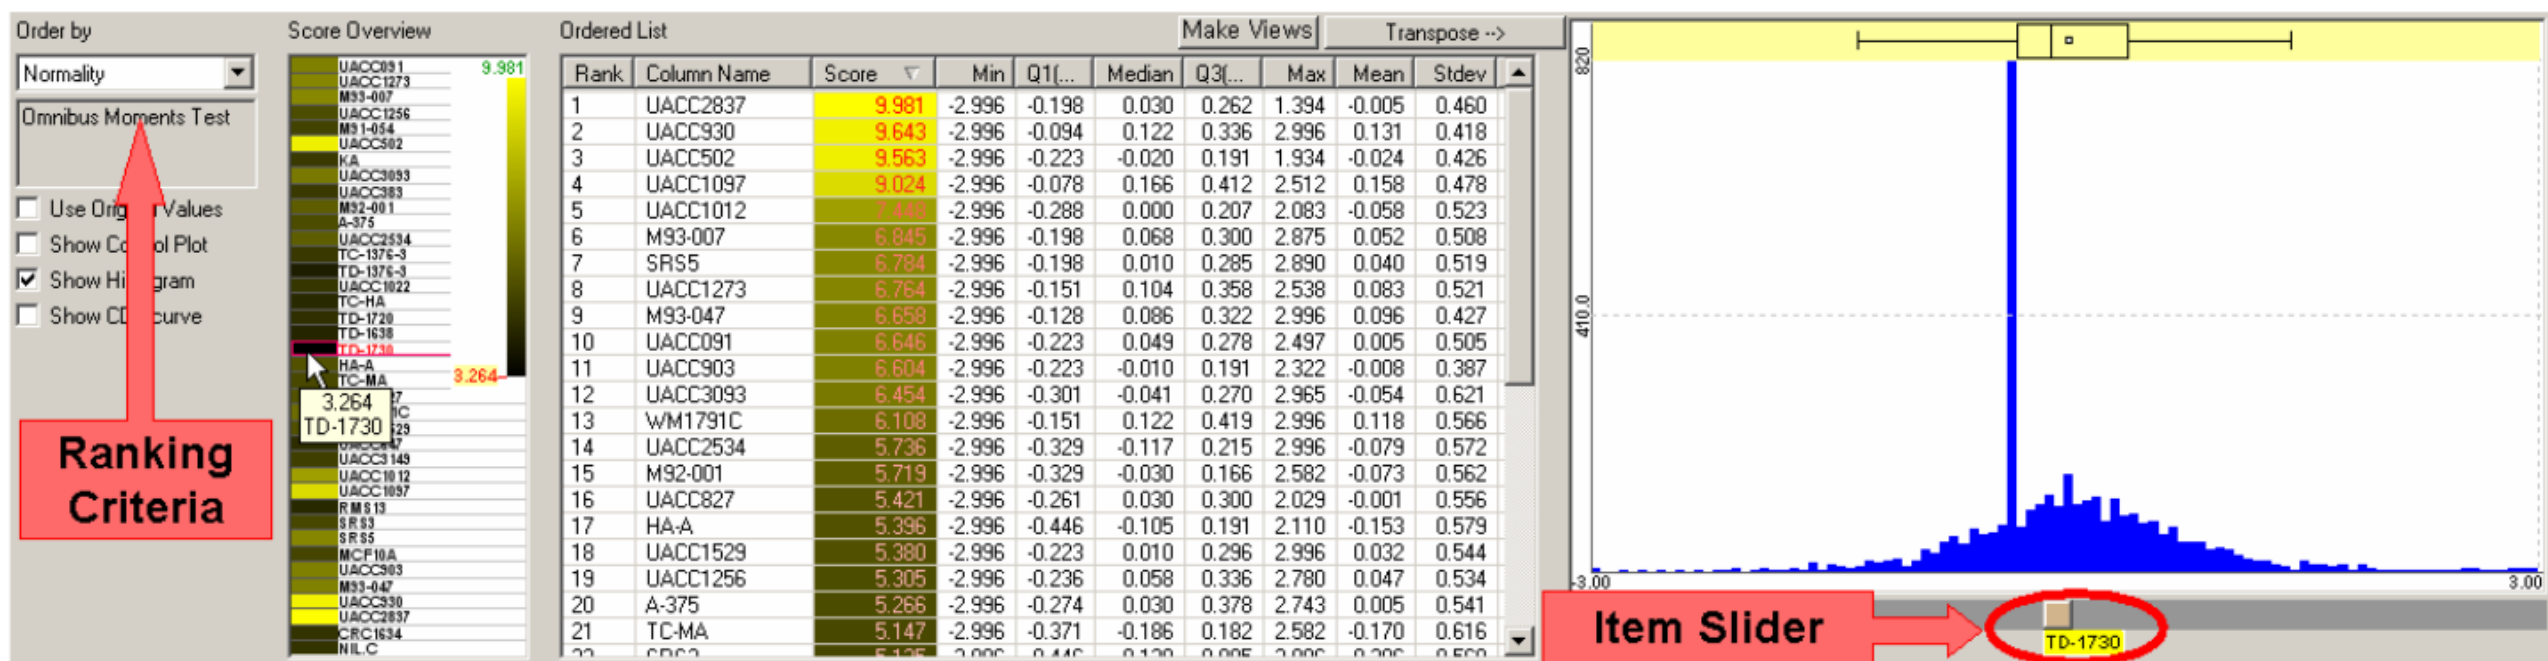 Order by
Normality
Omnibus Moments Test
Use Original Values
Show Control Plot
Show Histogram
Show CDF curve
Ranking
Criteria
Score Overview
9.981
UACC091
UACC1273
M93-007
UACC1256
M91-054
UACC502
KA
UACC3093
UACC383
M92-001
A-375
UACC2534
TC-1376-3
TD-1376-3
UACC1022
TC-HA
TD-1720
TD-1638
TD-1730
HA-A
TC-MA
3.264
3.264
TD-1730
UACC3149
UACC1012
UACC1097
RMS13
SRS3
SRS5
MCF10A
UACC903
M93-047
UACC930
UACC2837
CRC1634
NIL.C
Ordered List
Make Views
Transpose -->
Rank Column Name Score Min Q1(... Median Q3(... Max Mean Stdev
1 UACC2837 9.981 -2.996 -0.198 0.030 0.262 1.394 -0.005 0.460
2 UACC930 9.643 -2.996 -0.094 0.122 0.336 2.996 0.131 0.418
3 UACC502 9.563 -2.996 -0.223 -0.020 0.191 1.934 -0.024 0.426
4 UACC1097 9.024 -2.996 -0.078 0.166 0.412 2.512 0.158 0.478
5 UACC1012 7.448 -2.996 -0.288 0.000 0.207 2.083 -0.058 0.523
6 M93-007 6.845 -2.996 -0.198 0.068 0.300 2.875 0.052 0.508
7 SRS5 6.784 -2.996 -0.198 0.010 0.285 2.890 0.040 0.519
8 UACC1273 6.764 -2.996 -0.151 0.104 0.358 2.538 0.083 0.521
9 M93-047 6.658 -2.996 -0.128 0.086 0.322 2.996 0.096 0.427
10 UACC091 6.646 -2.996 -0.223 0.049 0.278 2.497 0.005 0.505
11 UACC903 6.604 -2.996 -0.223 -0.010 0.191 2.322 -0.008 0.387
12 UACC3093 6.454 -2.996 -0.301 -0.041 0.270 2.965 -0.054 0.621
13 WM1791C 6.108 -2.996 -0.151 0.122 0.419 2.996 0.118 0.566
14 UACC2534 5.736 -2.996 -0.329 -0.117 0.215 2.996 -0.079 0.572
15 M92-001 5.719 -2.996 -0.329 -0.030 0.166 2.582 -0.073 0.562
16 UACC827 5.421 -2.996 -0.261 0.030 0.300 2.029 -0.001 0.556
17 HA-A 5.396 -2.996 -0.446 -0.105 0.191 2.110 -0.153 0.579
18 UACC1529 5.380 -2.996 -0.223 0.010 0.296 2.996 0.032 0.544
19 UACC1256 5.305 -2.996 -0.236 0.058 0.336 2.780 0.047 0.534
20 A-375 5.266 -2.996 -0.274 0.030 0.378 2.743 0.005 0.541
21 TC-MA 5.147 -2.996 -0.371 -0.186 0.182 2.582 -0.170 0.616
820
410.0
-3.00
3.00
Item Slider
TD-1730